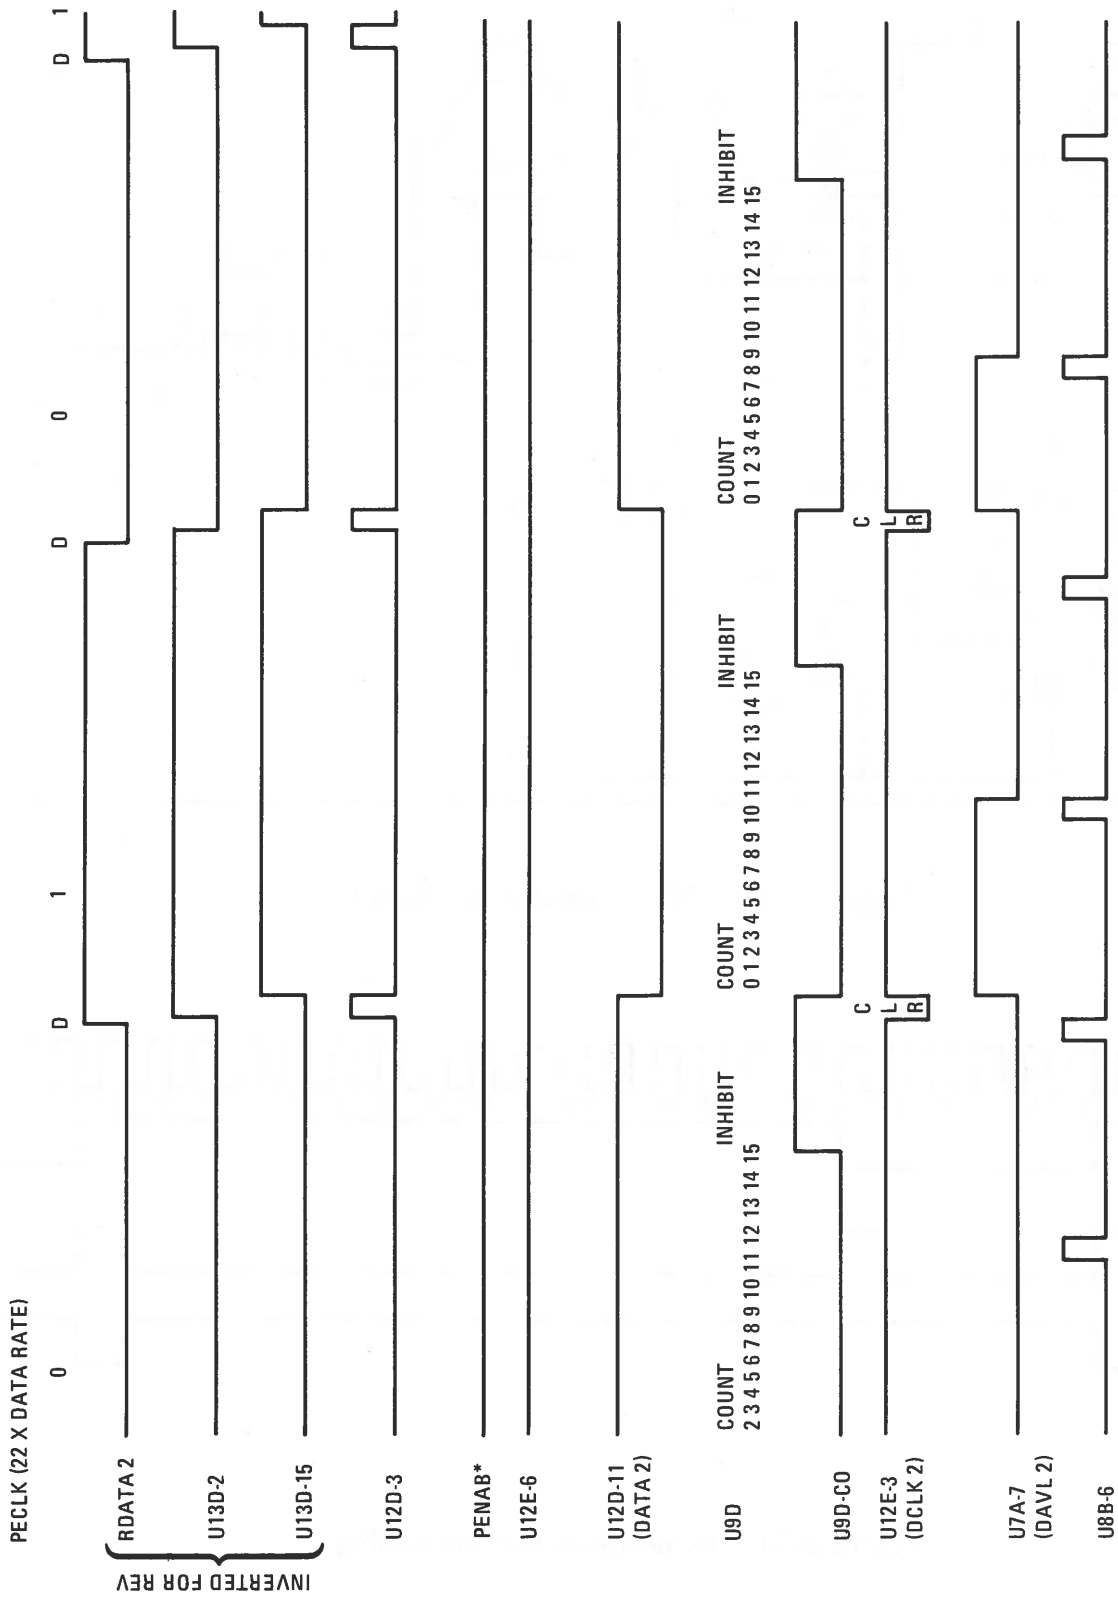 PECLK (22 X DATA RATE)
0 D 1 D 0 D 1
INVERTED FOR REV
RDATA 2
U13D-2
U13D-15
U12D-3
PENAB*
U12E-6
U12D-11
(DATA 2)
COUNT INHIBIT COUNT INHIBIT COUNT INHIBIT
U9D
2 3 4 5 6 7 8 9 10 11 12 13 14 15
0 1 2 3 4 5 6 7 8 9 10 11 12 13 14 15
0 1 2 3 4 5 6 7 8 9 10 11 12 13 14 15
U9D-CO
U12E-3
(DCLK 2)
C
L
R
C
L
R
U7A-7
(DAVL 2)
U8B-6